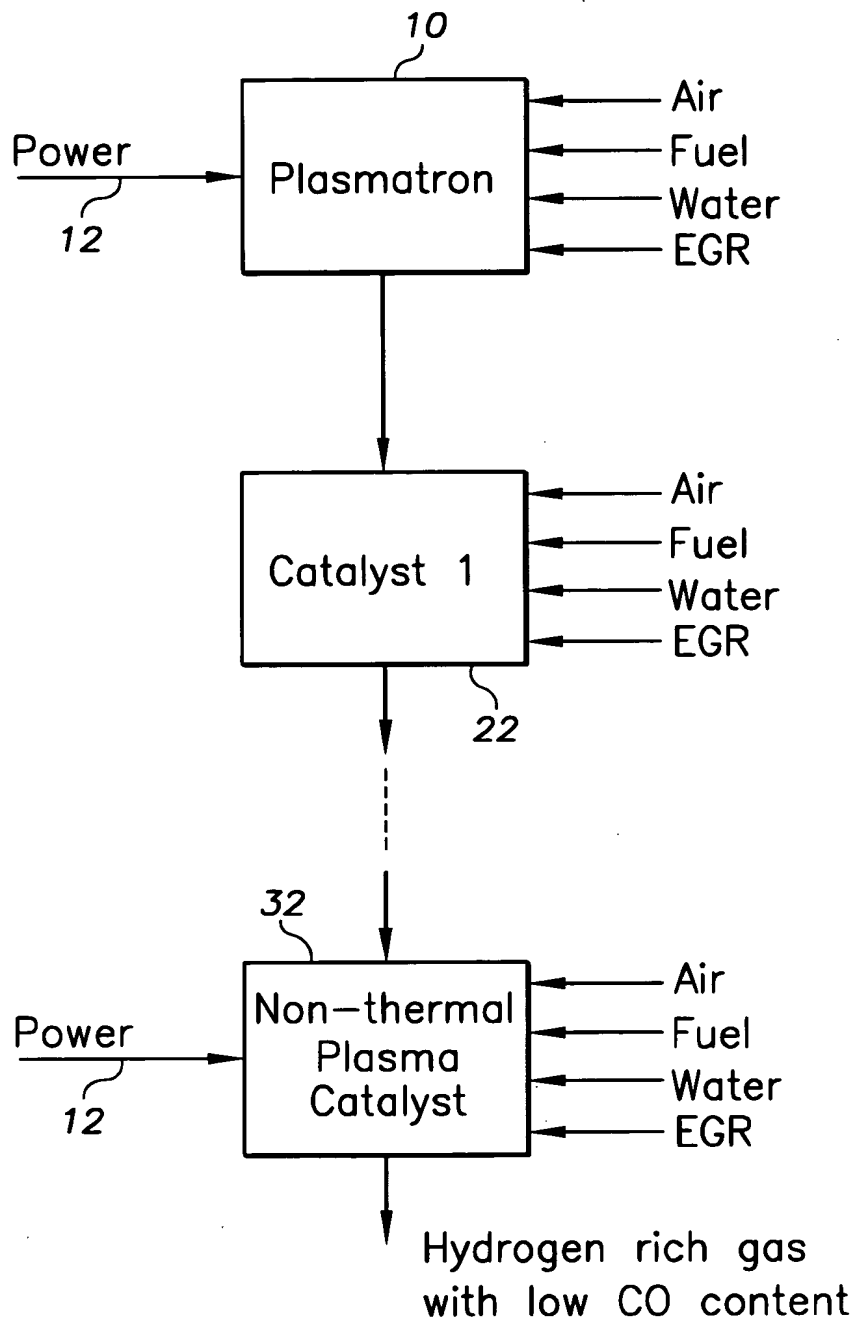 10
Power
12
Plasmatron
Air
Fuel
Water
EGR
Catalyst 1
22
Air
Fuel
Water
EGR
32
Power
12
Non-thermal
Plasma
Catalyst
Air
Fuel
Water
EGR
Hydrogen rich gas
with low CO content